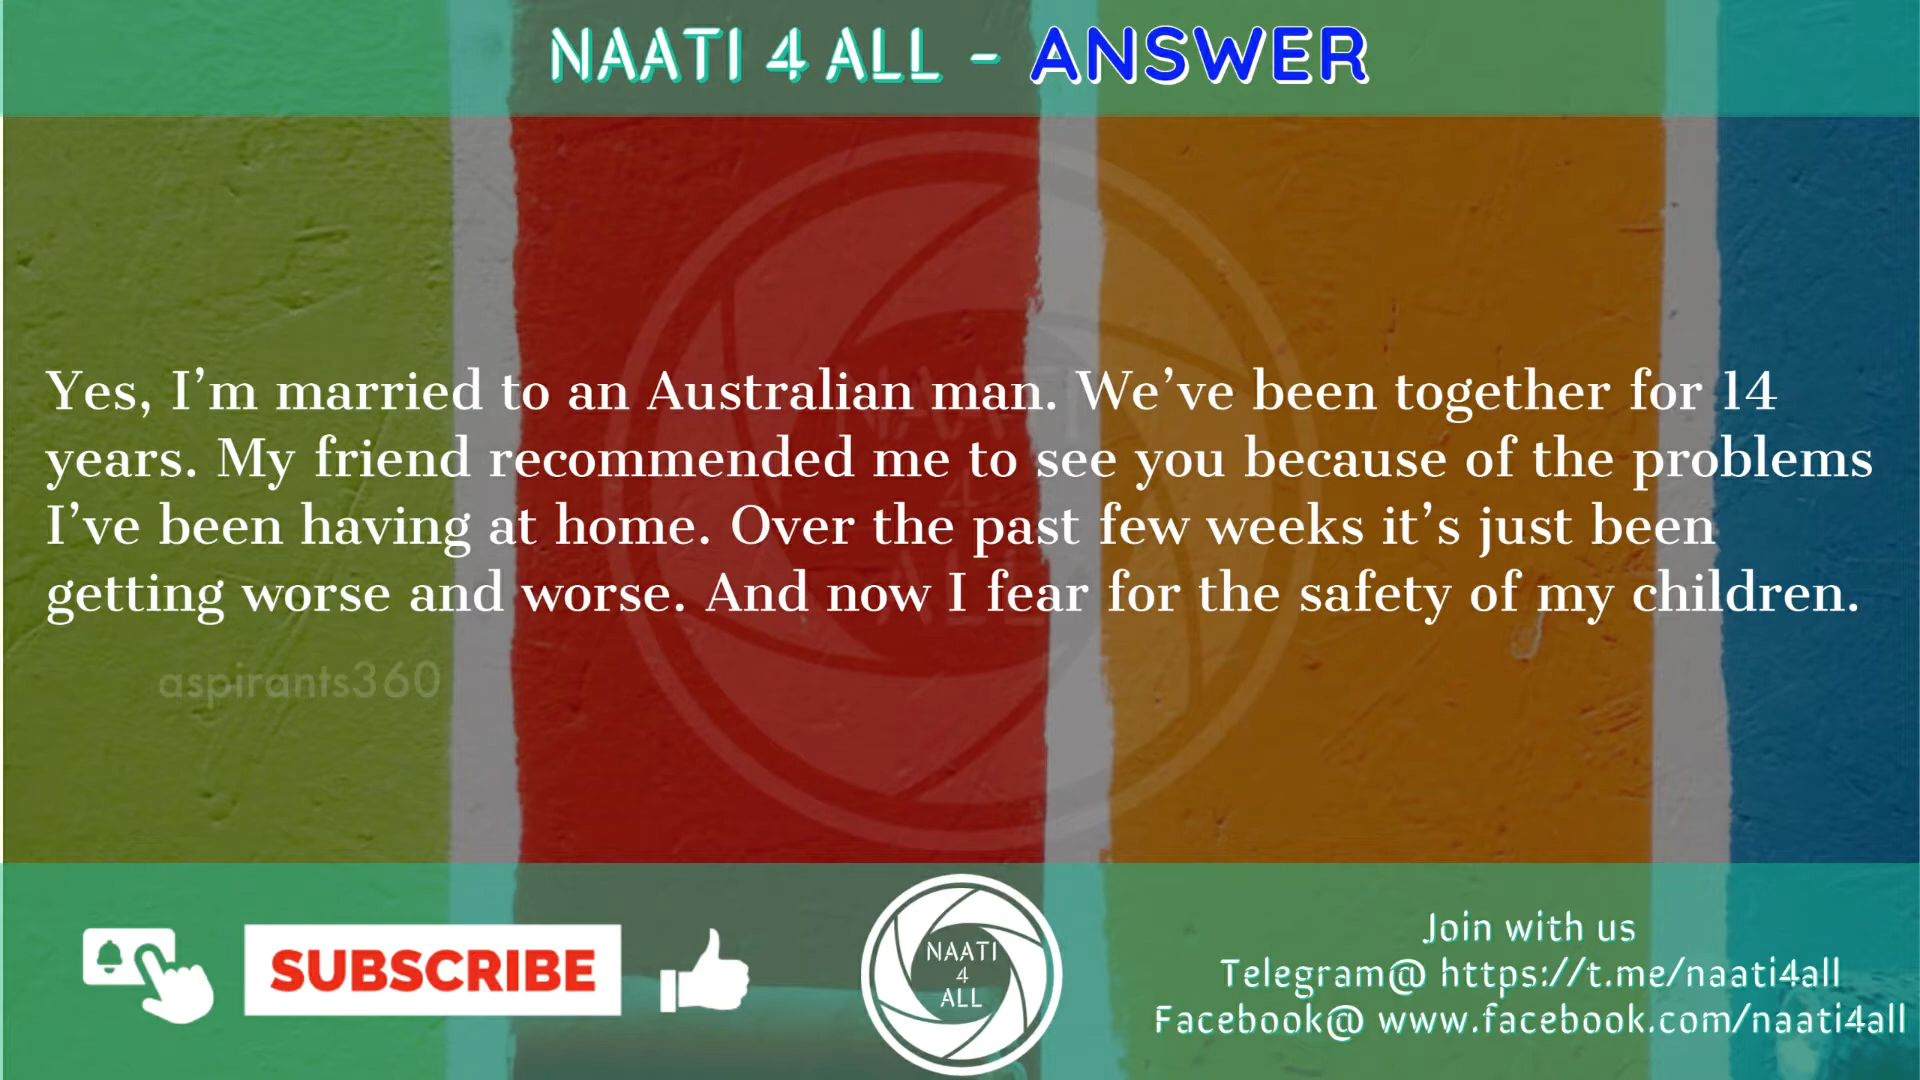 NAATI 4 ALL - ANSWER
Yes, I’m married to an Australian man. We’ve been together for 14
years. My friend recommended me to see you because of the problems
I’ve been having at home. Over the past few weeks it’s just been
getting worse and worse. And now I fear for the safety of my children.
aspirants360
SUBSCRIBE
NAATI
4
ALL
Join with us
Telegram@ https://t.me/naati4all
Facebook@ www.facebook.com/naati4all